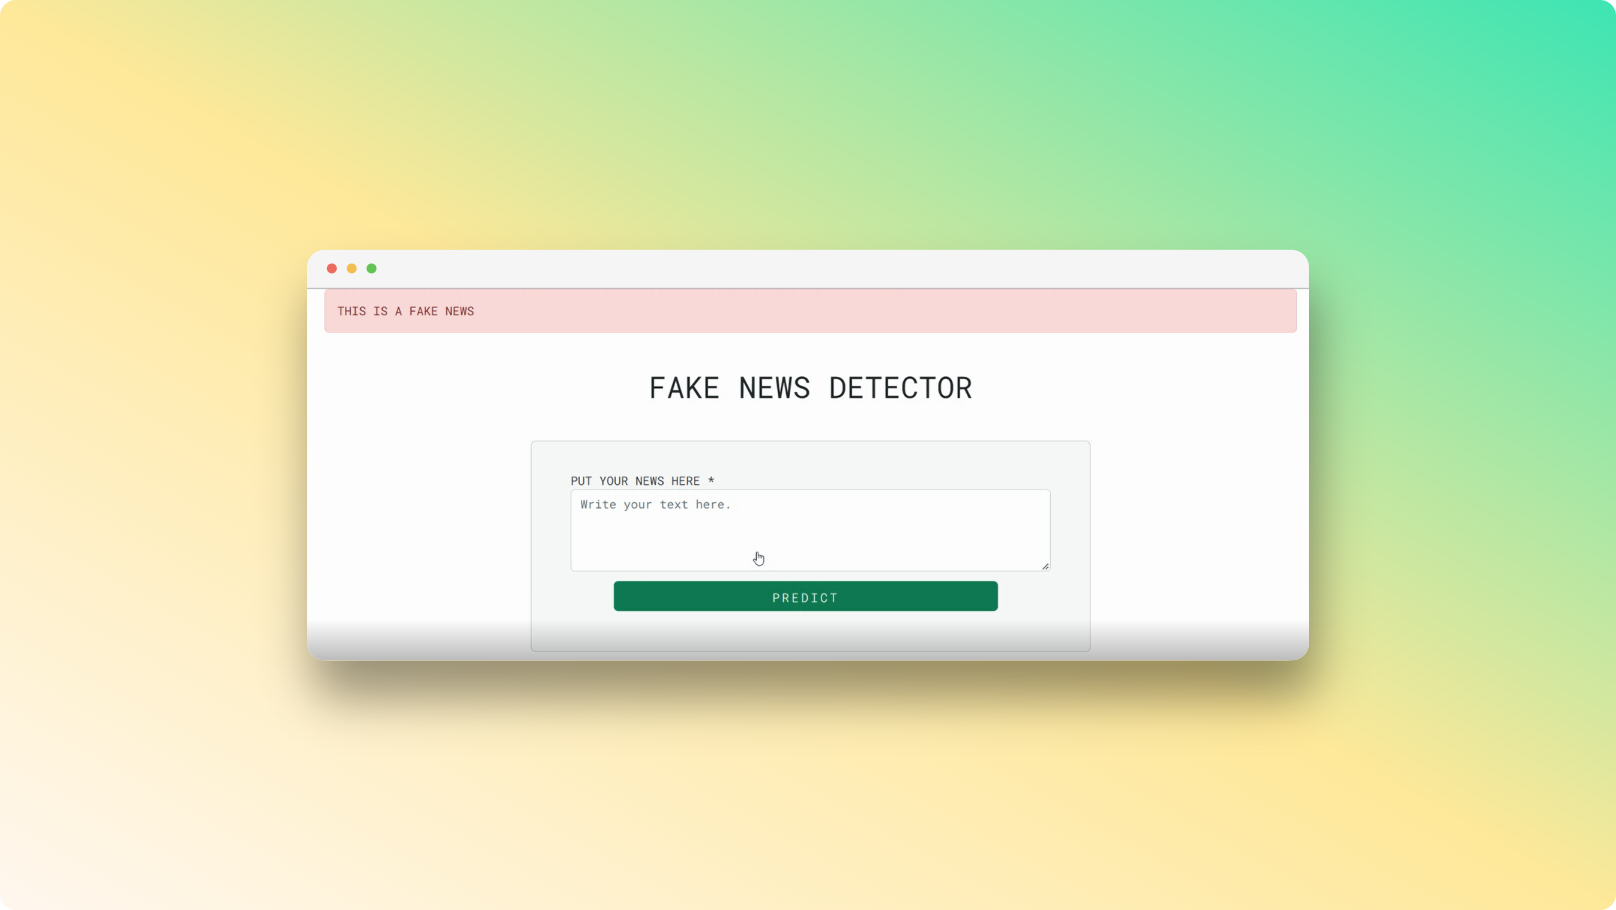 THIS IS A FAKE NEWS
FAKE NEWS DETECTOR
PUT YOUR NEWS HERE *
Write your text here.
PREDICT